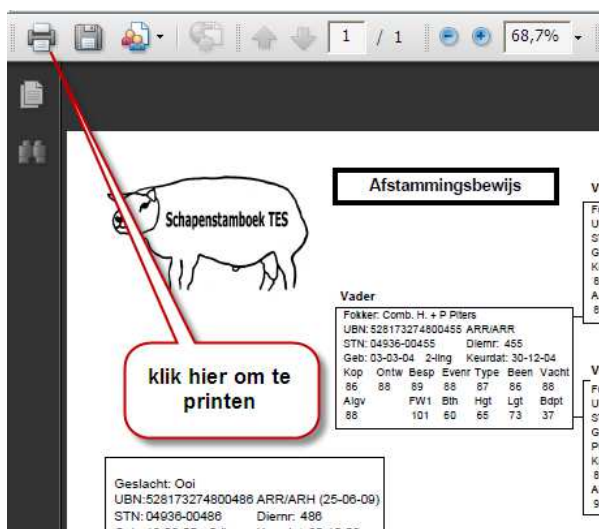 1 / 1 68,7%
Afstammingsbewijs
Schapenstamboek TES
Vader
Fokker: Comb. H. + P Piters
UBN:528173274800455 ARR/ARR
STN: 04936-00455 Diernr: 455
Geb: 03-03-04 2-ling Keurdat: 30-12-04
Kop Ontw Besp Evenr Type Been Vacht
86 88 89 88 87 86 88
Algv FW1 Bth Hgt Lgt Bdpt
88 101 60 65 73 37
klik hier om te
printen
Geslacht: Ooi
UBN:528173274800486 ARR/ARH (25-06-09)
STN: 04936-00486 Diernr: 486